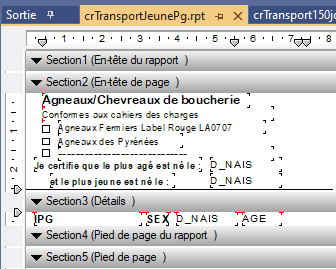 Sortie crTransportJeunePg.rpt crTransport150jo
1 2 3 4 5 6 7 8
Section1 (En-tête du rapport )
Section2 (En-tête de page )
Agneaux/Chevreaux de boucherie
Conformes aux cahiers des charges
Agneaux Fermiers Label Rouge LA0707
Agneaux des Pyrénées
Je certifie que le plus agé est né le : D_NAIS
et le plus jeune est né le : D_NAIS
Section3 (Détails )
IPG SEX D_NAIS AGE
Section4 (Pied de page du rapport )
Section5 (Pied de page )